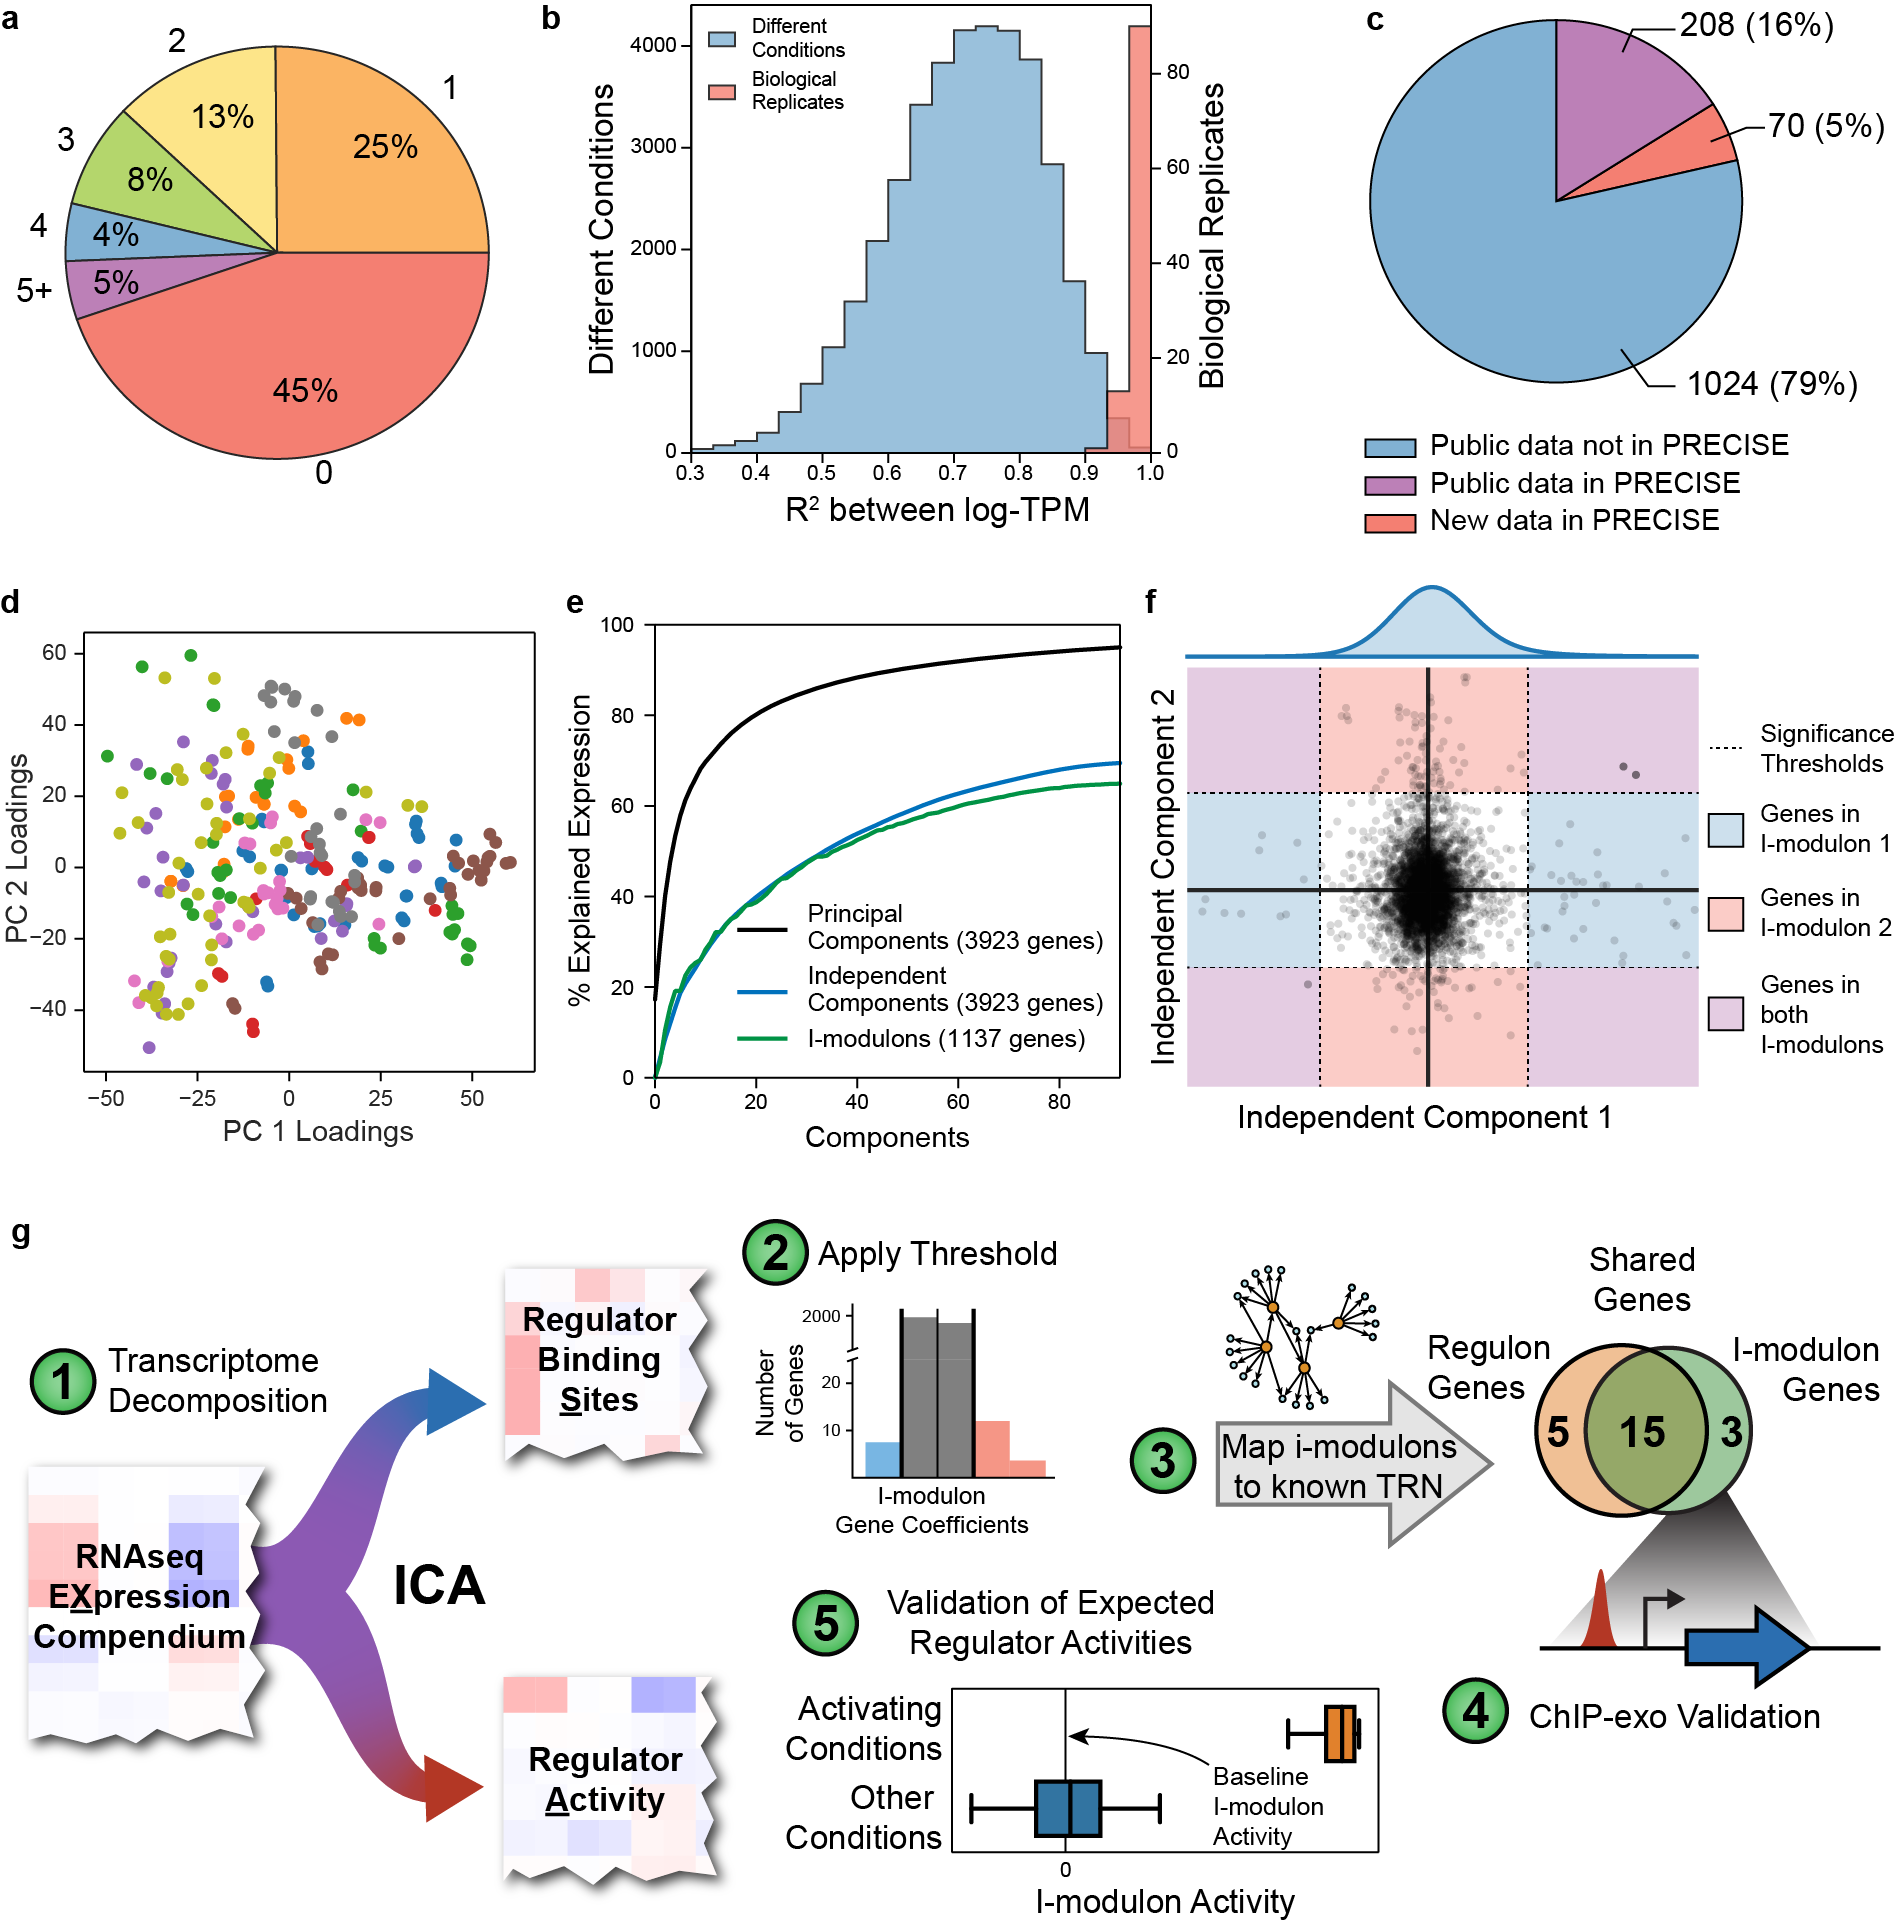 a
2
1
3
4
5+
0
13%
25%
8%
4%
5%
45%
b
Different
Conditions
Biological
Replicates
Different Conditions
4000
3000
2000
1000
0
Biological Replicates
80
60
40
20
0
0.3
0.4
0.5
0.6
0.7
0.8
0.9
1.0
R² between log-TPM
c
208 (16%)
70 (5%)
1024 (79%)
Public data not in PRECISE
Public data in PRECISE
New data in PRECISE
d
PC 2 Loadings
60
40
20
0
−20
−40
−50
−25
0
25
50
PC 1 Loadings
e
% Explained Expression
100
80
60
40
20
0
0
20
40
60
80
Components
Principal
Components (3923 genes)
Independent
Components (3923 genes)
I-modulons (1137 genes)
f
Independent Component 2
Independent Component 1
Significance
Thresholds
Genes in
I-modulon 1
Genes in
I-modulon 2
Genes in
both
I-modulons
g
1
Transcriptome
Decomposition
RNAseq
EXpression
Compendium
ICA
Regulator
Binding
Sites
Regulator
Activity
2
Apply Threshold
Number
of Genes
2000
20
10
I-modulon
Gene Coefficients
3
Map i-modulons
to known TRN
Shared
Genes
Regulon
Genes
I-modulon
Genes
5
15
3
4
ChIP-exo Validation
5
Validation of Expected
Regulator Activities
Activating
Conditions
Other
Conditions
Baseline
I-modulon
Activity
0
I-modulon Activity